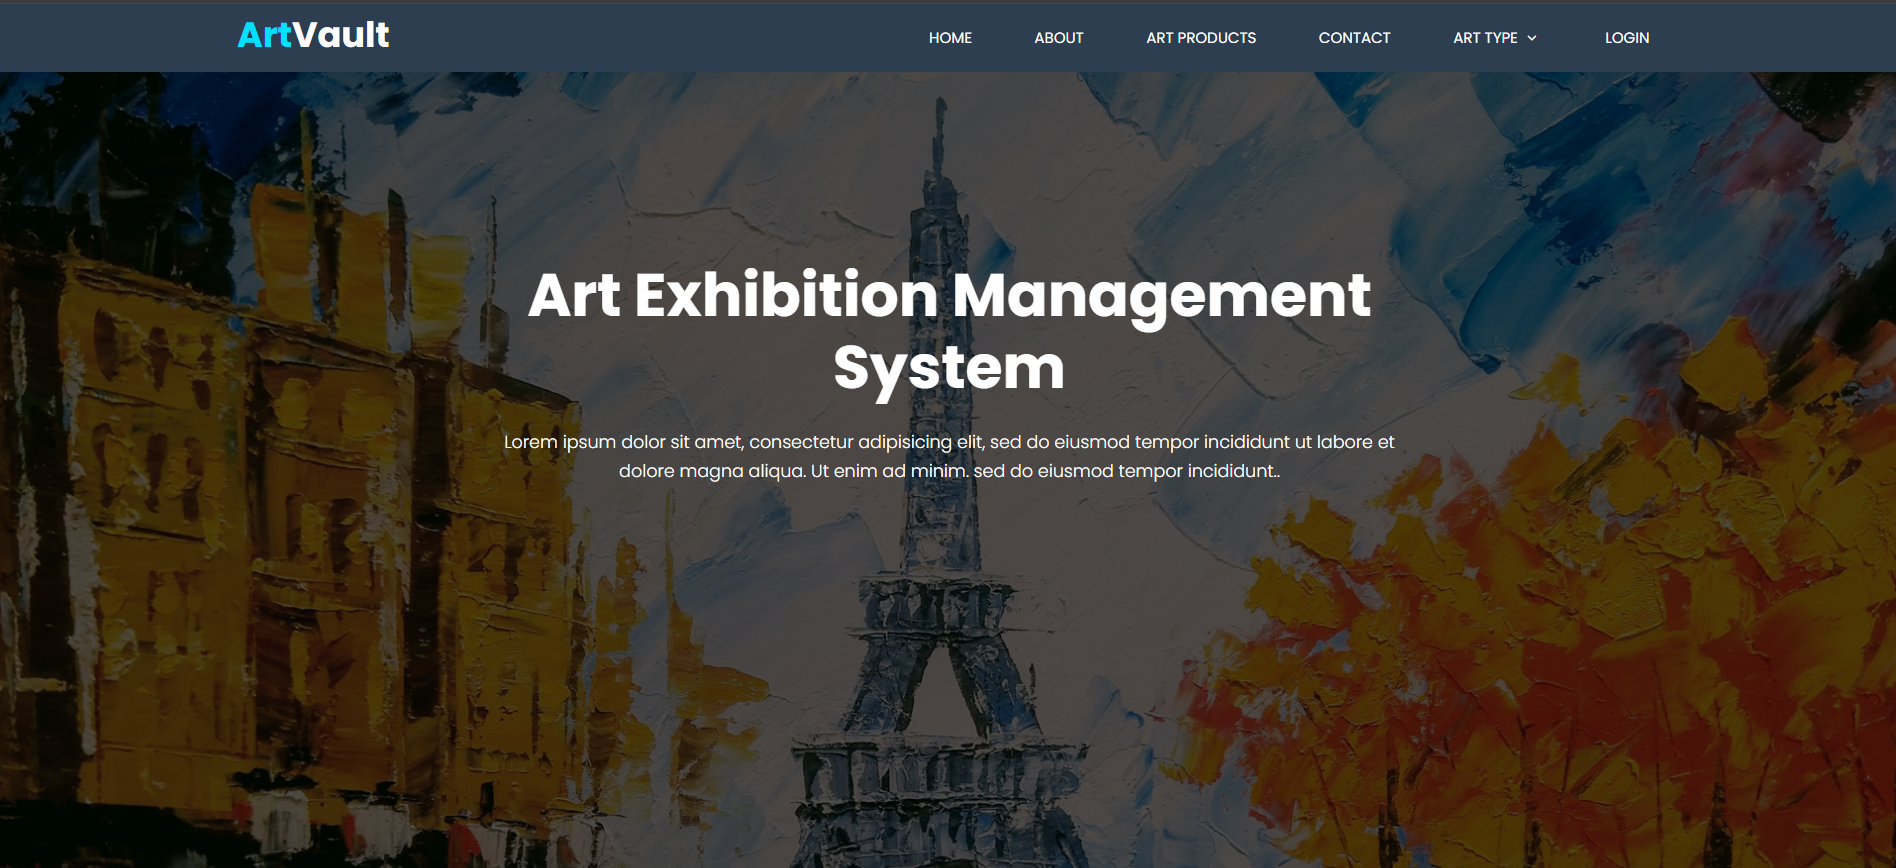 ArtVault
HOME ABOUT ART PRODUCTS CONTACT ART TYPE LOGIN
Art Exhibition Management
System
Lorem ipsum dolor sit amet, consectetur adipisicing elit, sed do eiusmod tempor incididunt ut labore et
dolore magna aliqua. Ut enim ad minim. sed do eiusmod tempor incididunt..